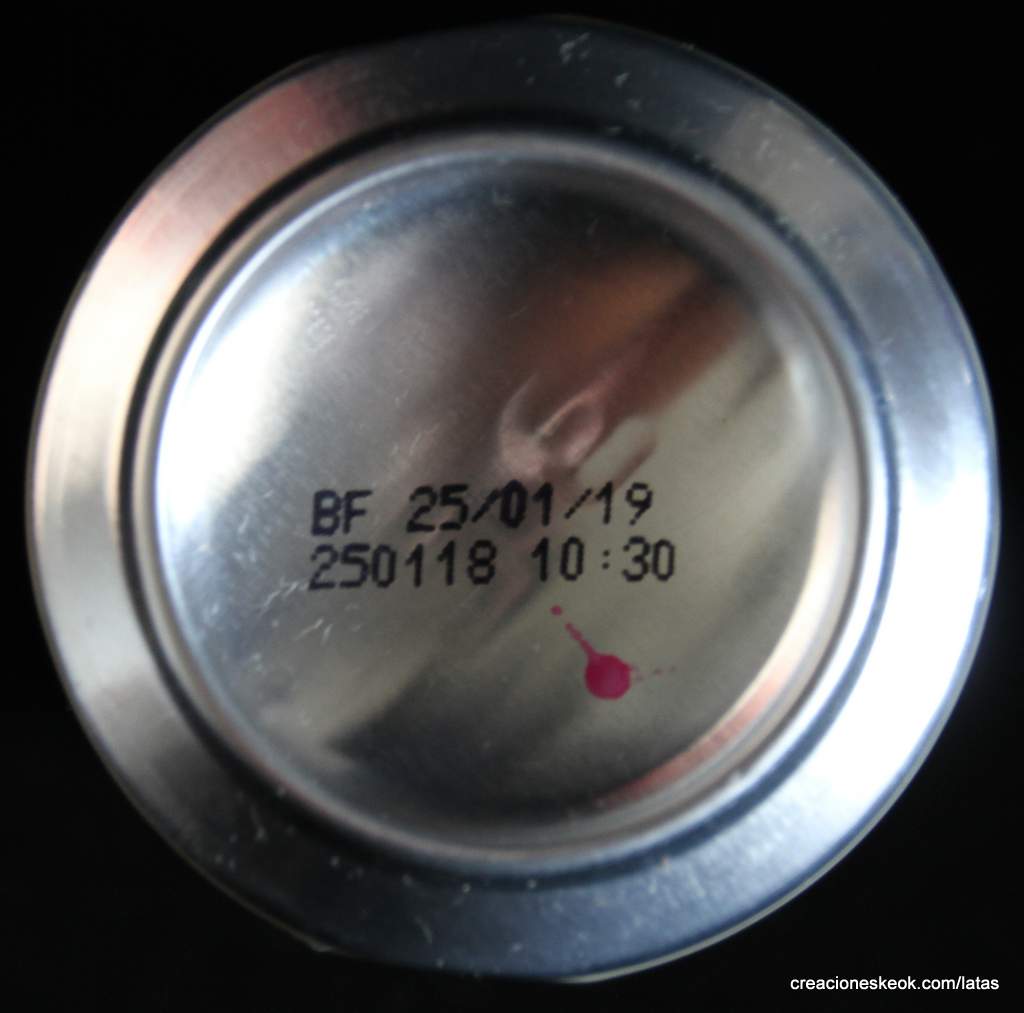 BF 25/01/19
250118 10:30
creacioneskeok.com/latas